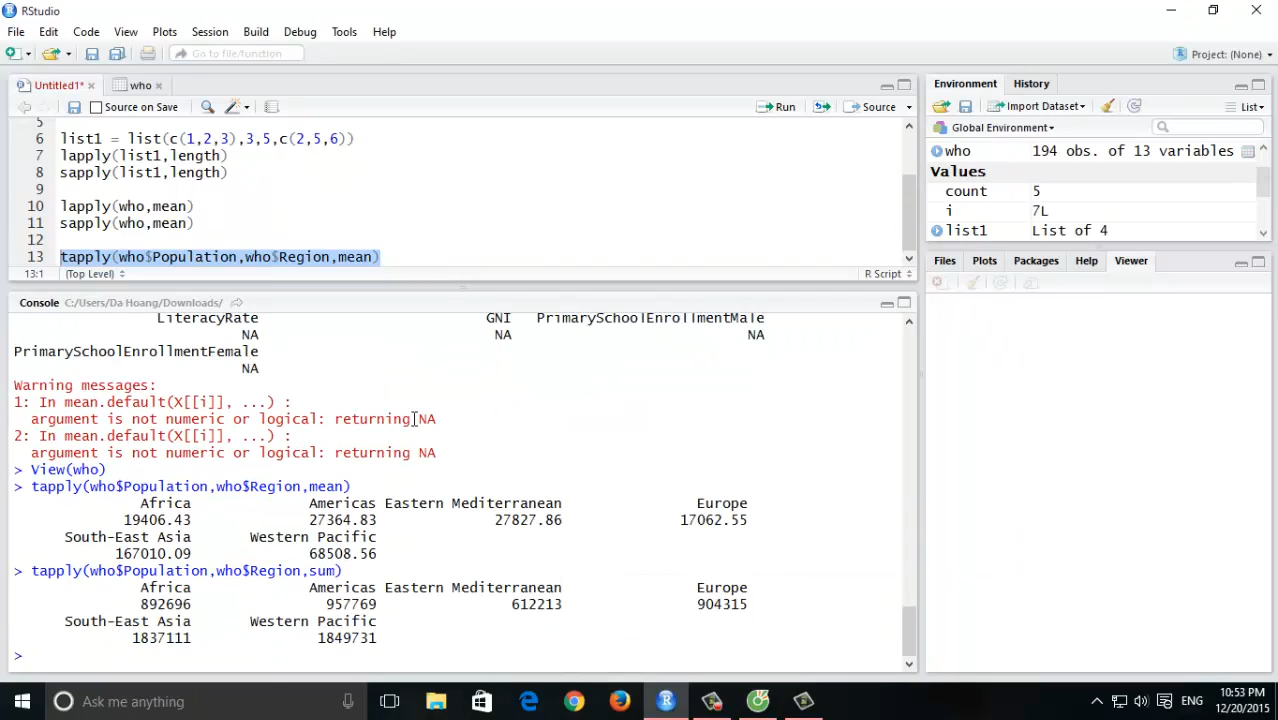 RStudio
File Edit Code View Plots Session Build Debug Tools Help
Go to file/function Project: (None)
Untitled1* who
Source on Save Run Source
5
6 list1 = list(c(1,2,3),3,5,c(2,5,6))
7 lapply(list1,length)
8 sapply(list1,length)
9
10 lapply(who,mean)
11 sapply(who,mean)
12
13 tapply(who$Population,who$Region,mean)
13:1 (Top Level) R Script
Console C:/Users/Da Hoang/Downloads/
LiteracyRate GNI PrimarySchoolEnrollmentMale
NA NA NA
PrimarySchoolEnrollmentFemale
NA
Warning messages:
1: In mean.default(X[[i]], ...) :
argument is not numeric or logical: returning NA
2: In mean.default(X[[i]], ...) :
argument is not numeric or logical: returning NA
> View(who)
> tapply(who$Population,who$Region,mean)
Africa Americas Eastern Mediterranean Europe
19406.43 27364.83 27827.86 17062.55
South-East Asia Western Pacific
167010.09 68508.56
> tapply(who$Population,who$Region,sum)
Africa Americas Eastern Mediterranean Europe
892696 957769 612213 904315
South-East Asia Western Pacific
1837111 1849731
>
Environment History
Import Dataset List
Global Environment
who 194 obs. of 13 variables
Values
count 5
i 7L
list1 List of 4
Files Plots Packages Help Viewer
Ask me anything
ENG
10:53 PM
12/20/2015